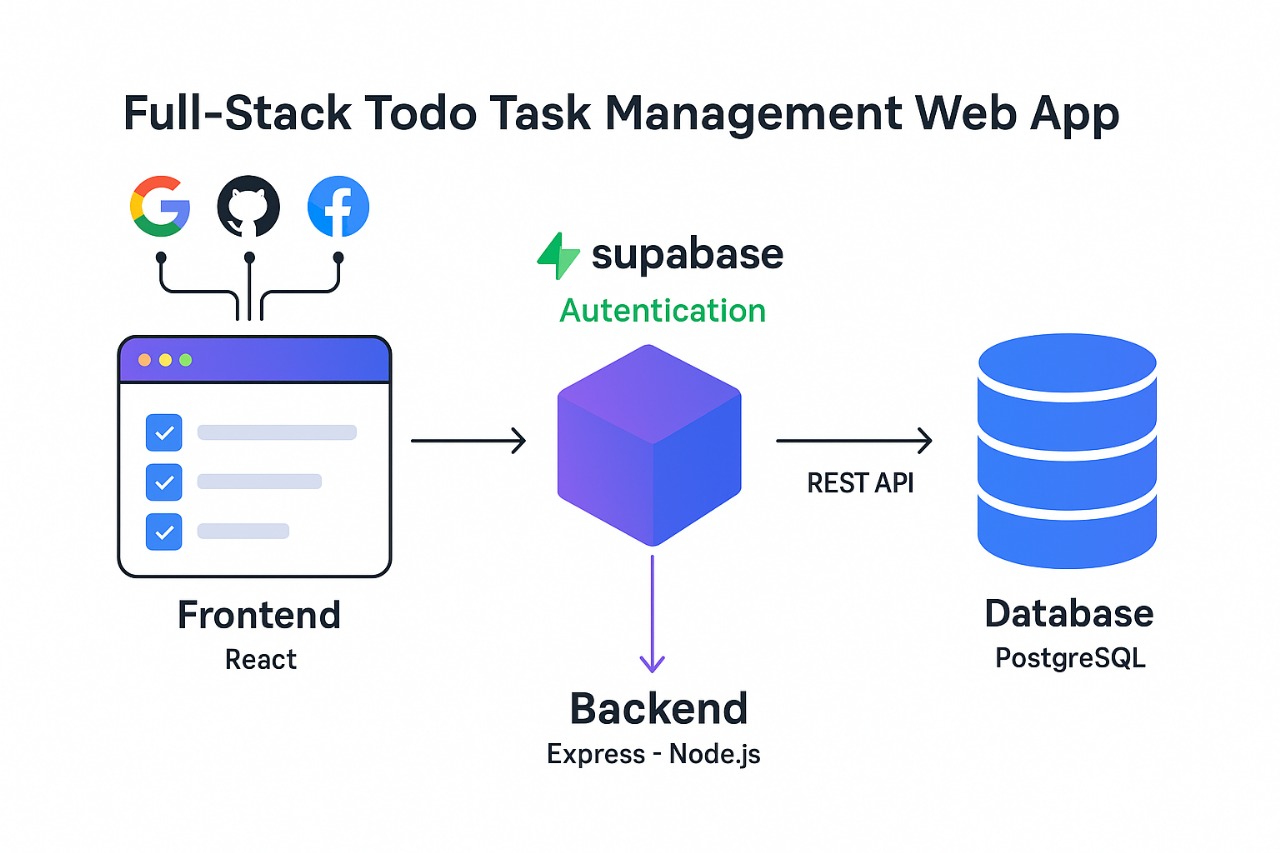 Full-Stack Todo Task Management Web App
supabase
Autentication
REST API
Frontend
React
Database
PostgreSQL
Backend
Express - Node.js